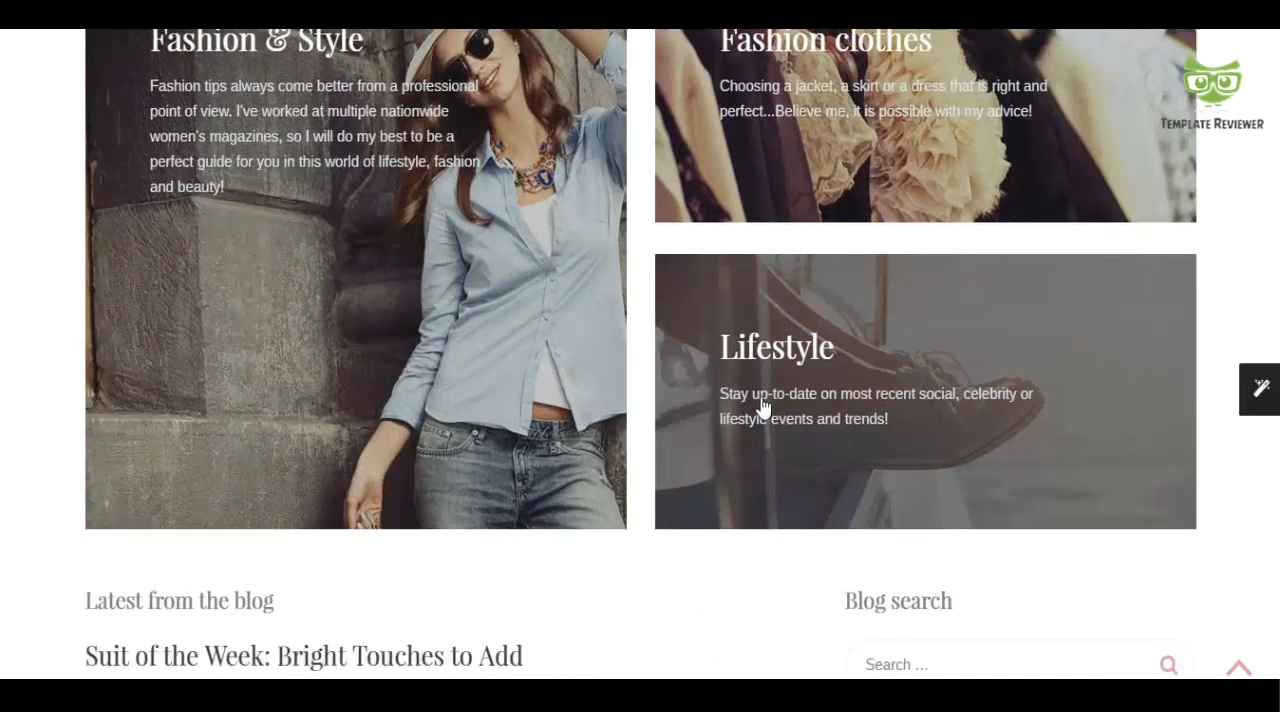 Fashion & Style
Fashion tips always come better from a professional
point of view. I've worked at multiple nationwide
women's magazines, so I will do my best to be a
perfect guide for you in this world of lifestyle, fashion
and beauty!
Fashion clothes
Choosing a jacket, a skirt or a dress that is right and
perfect...Believe me, it is possible with my advice!
TEMPLATE REVIEWER
Lifestyle
Stay up-to-date on most recent social, celebrity or
lifestyle events and trends!
Latest from the blog
Suit of the Week: Bright Touches to Add
Blog search
Search ...